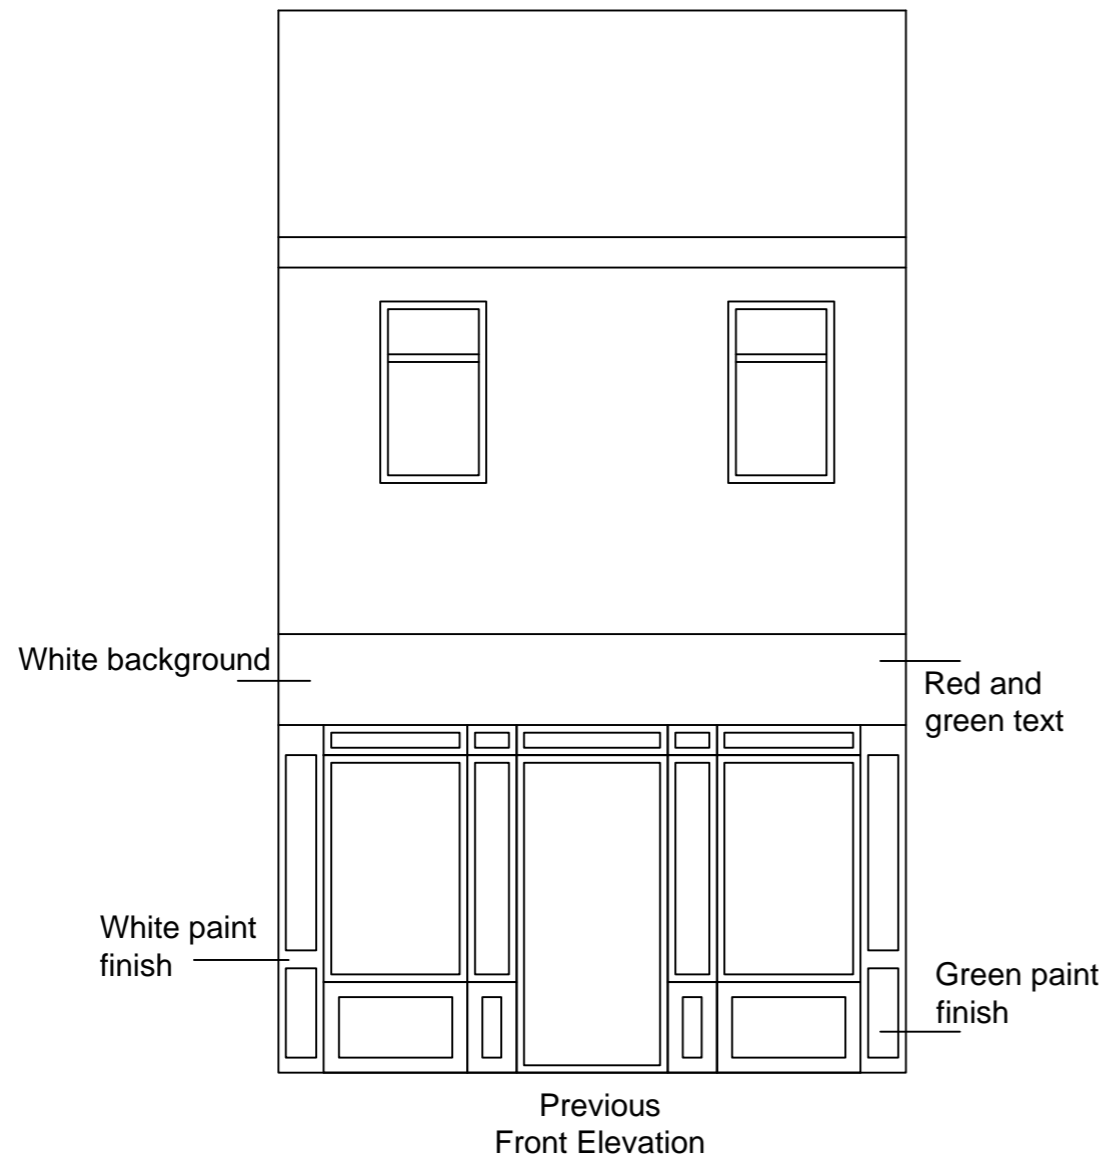 White background
Red and
green text
White paint
finish
Green paint
finish
Previous
Front Elevation